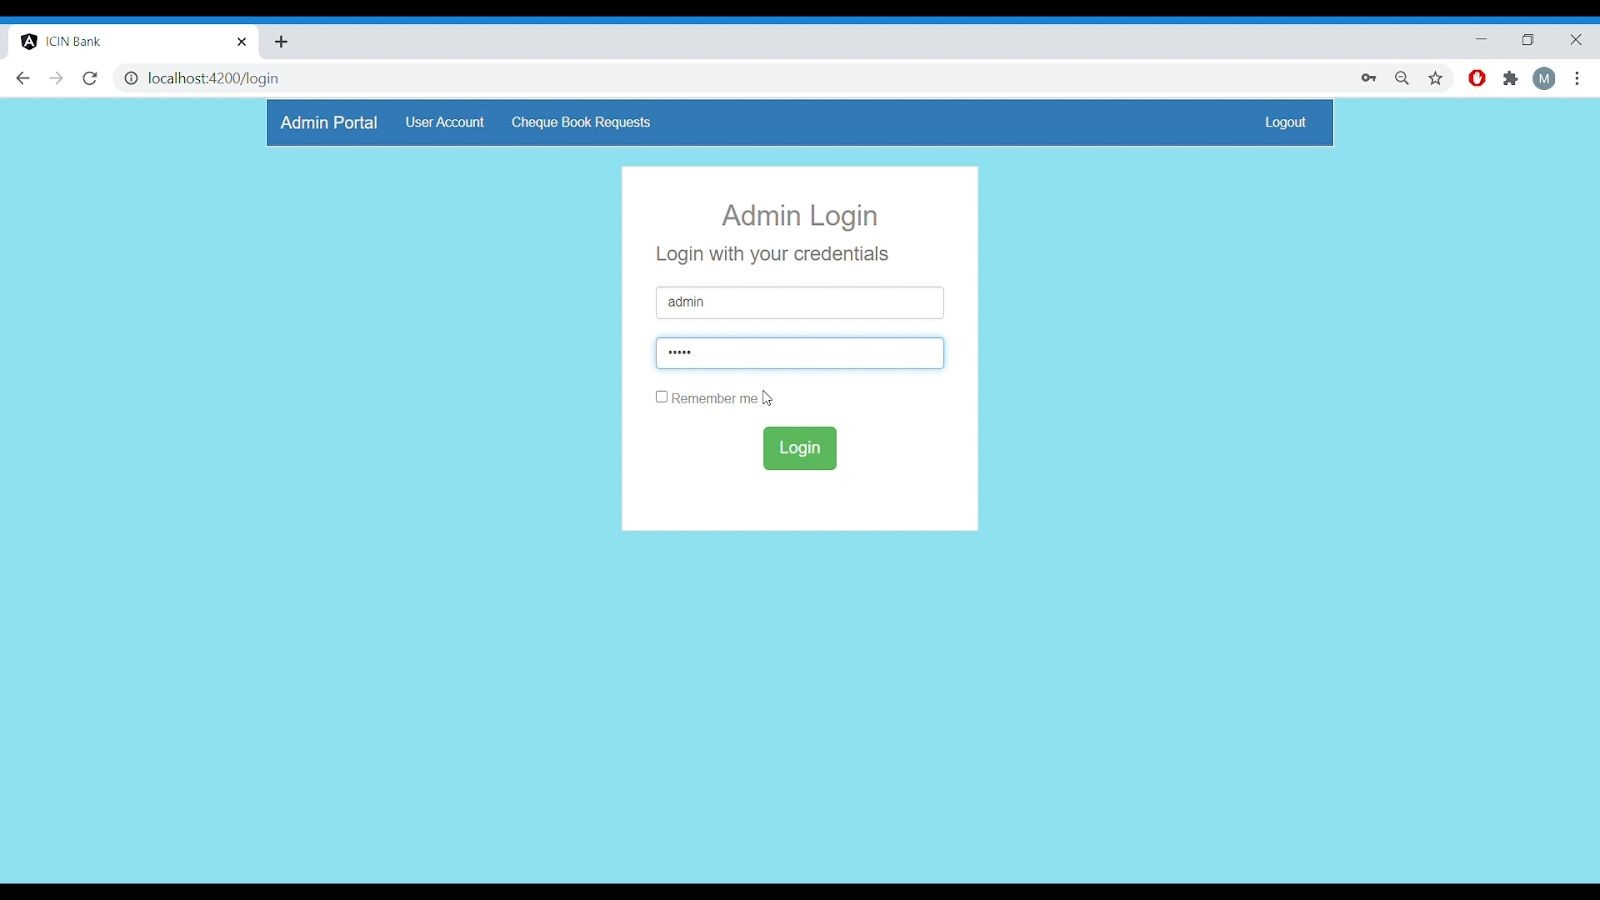 ICIN Bank
localhost:4200/login
M
Admin Portal User Account Cheque Book Requests Logout
Admin Login
Login with your credentials
admin
•••••
Remember me
Login